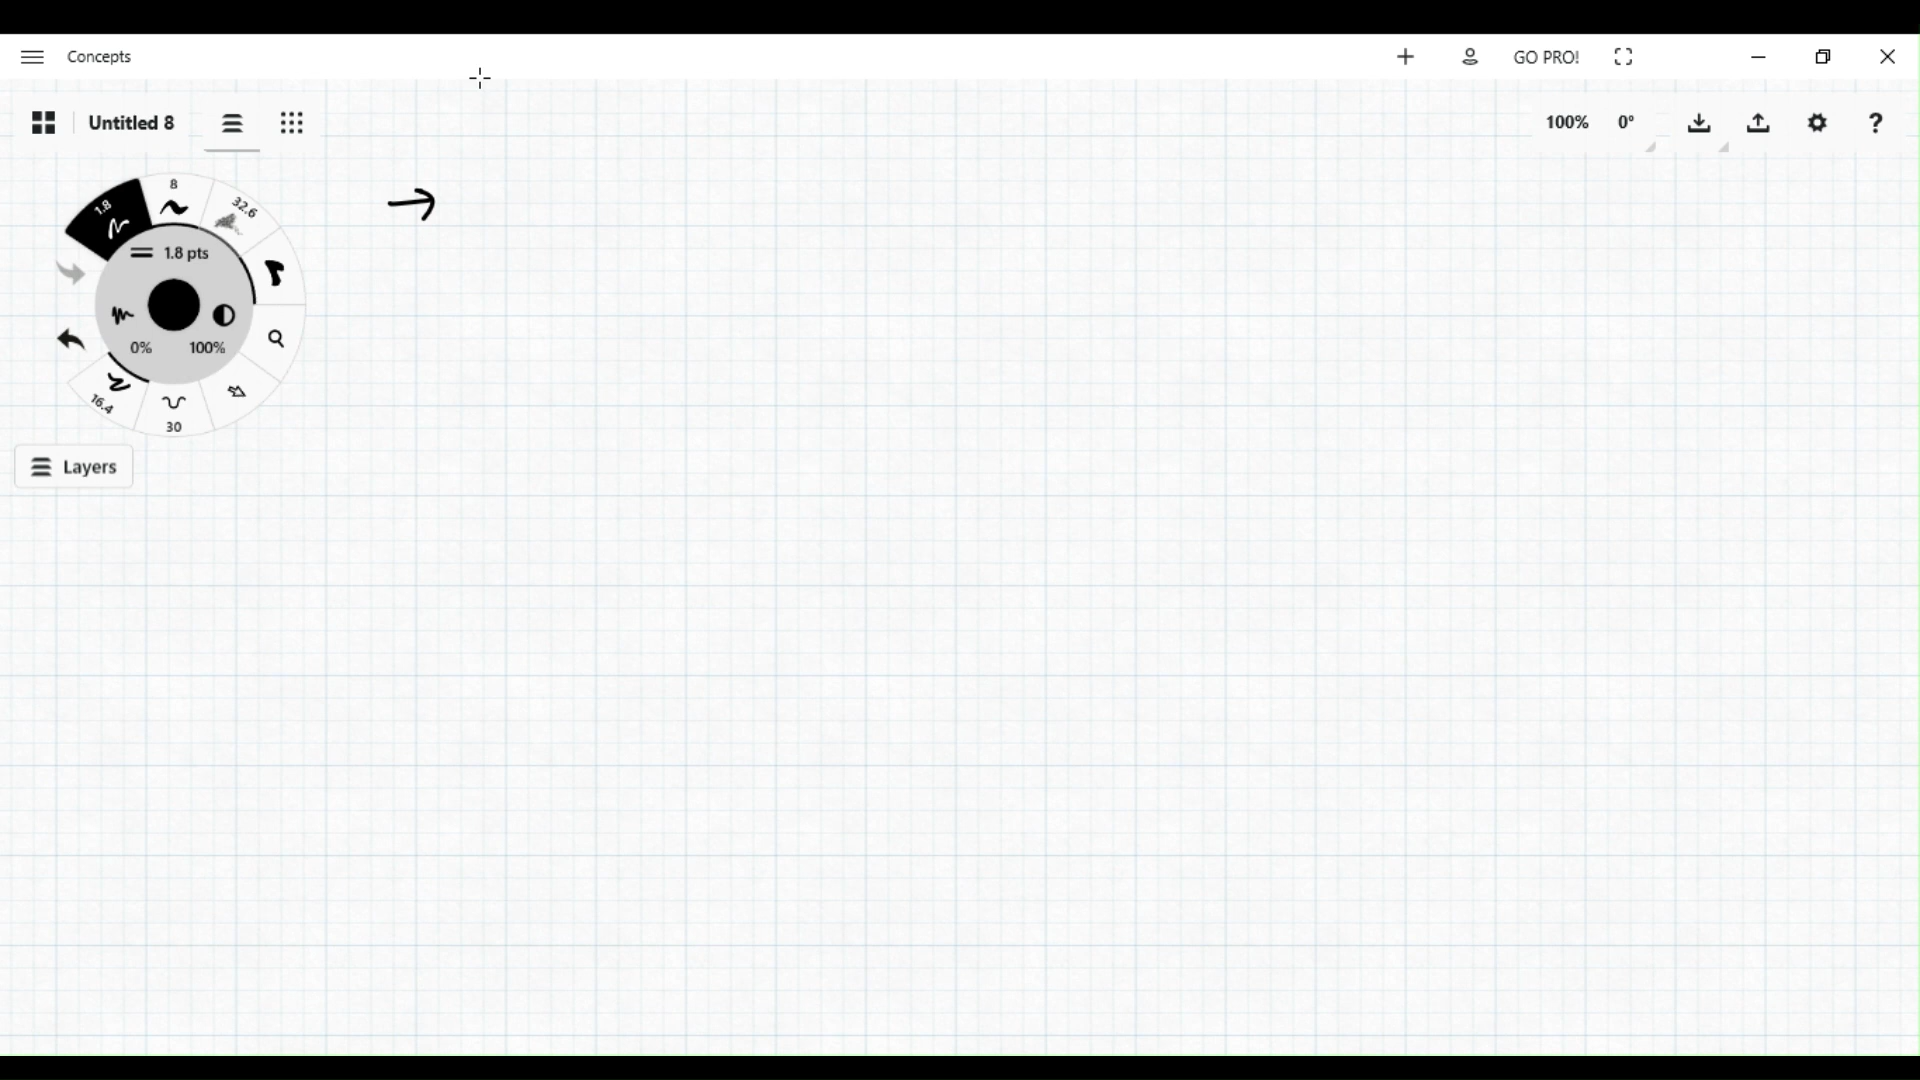 Concepts GO PRO!
Untitled 8 100% 0° ?
8
1.8 32.6
1.8 pts
0% 100%
16.4
30
Layers
→